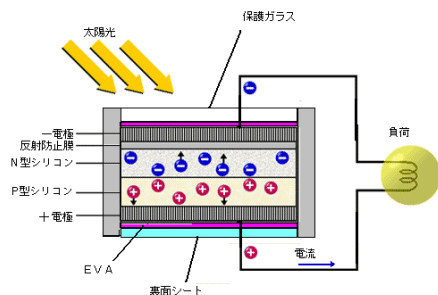 保護ガラス
太陽光
一電極
反射防止膜
N型シリコン
P型シリコン
十電極
EVA
裏面シート
負荷
電流